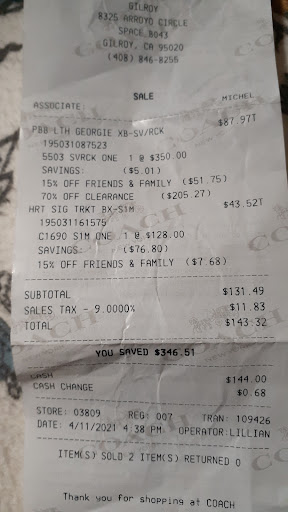 GILROY
8325 ARROYO CIRCLE
SPACE B043
GILROY, CA 95020
(408) 846-8255
SALE
ASSOCIATE: MICHEL
PBB LTH GEORGIE XB-SV/RCK $87.97T
195031087523
5503 SVRCK ONE 1 @ $350.00
SAVINGS: ($5.01)
15% OFF FRIENDS & FAMILY ($51.75)
70% OFF CLEARANCE ($205.27)
HRT SIG TRKT BX-S1M $43.52T
195031161575
C1690 S1M ONE 1 @ $128.00
SAVINGS: ($76.80)
15% OFF FRIENDS & FAMILY ($7.68)
SUBTOTAL $131.49
SALES TAX - 9.0000% $11.83
TOTAL $143.32
YOU SAVED $346.51
CASH $144.00
CASH CHANGE $0.68
STORE: 03809 REG: 007 TRAN: 109426
DATE: 4/11/2021 4:38 PM OPERATOR:LILLIAN
ITEM(S) SOLD 2 ITEM(S) RETURNED 0
Thank you for shopping at COACH